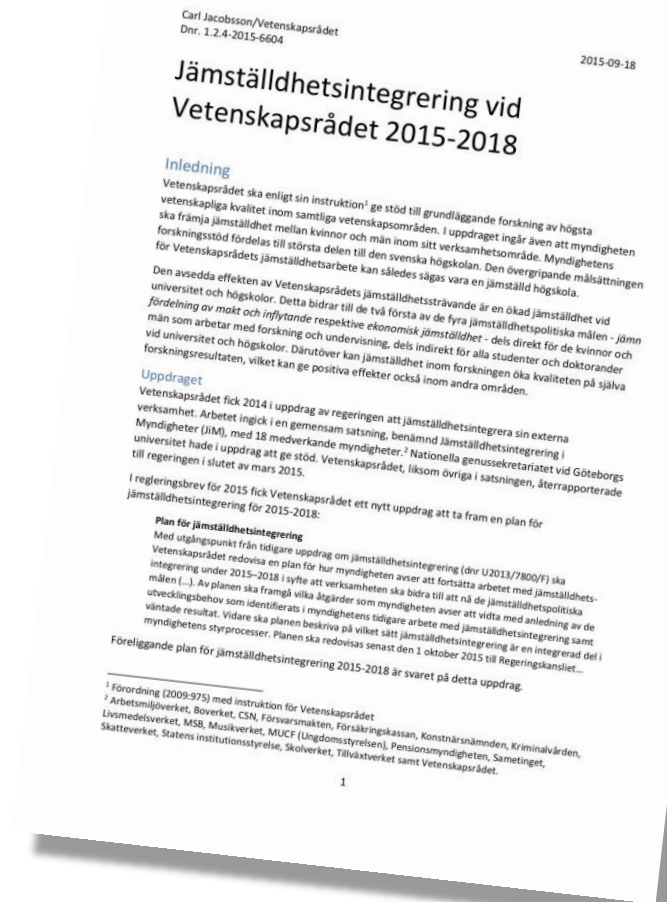 Carl Jacobsson/Vetenskapsrådet
Dnr. 1.2.4-2015-6604
2015-09-18
Jämställdhetsintegrering vid
Vetenskapsrådet 2015-2018
Inledning
Vetenskapsrådet ska enligt sin instruktion¹ ge stöd till grundläggande forskning av högsta
vetenskapliga kvalitet inom samtliga vetenskapsområden. I uppdraget ingår även att myndigheten
ska främja jämställdhet mellan kvinnor och män inom sitt verksamhetsområde. Myndighetens
forskningsstöd fördelas till största delen till den svenska högskolan. Den övergripande målsättningen
för Vetenskapsrådets jämställdhetsarbete kan således sägas vara en jämställd högskola.
Den avsedda effekten av Vetenskapsrådets jämställdhetssträvande är en ökad jämställdhet vid
universitet och högskolor. Detta bidrar till de två första av de fyra jämställdhetspolitiska målen - jämn
fördelning av makt och inflytande respektive ekonomisk jämställdhet - dels direkt för de kvinnor och
män som arbetar med forskning och undervisning, dels indirekt för alla studenter och doktorander
vid universitet och högskolor. Därutöver kan jämställdhet inom forskningen öka kvaliteten på själva
forskningsresultaten, vilket kan ge positiva effekter också inom andra områden.
Uppdraget
Vetenskapsrådet fick 2014 i uppdrag av regeringen att jämställdhetsintegrera sin externa
verksamhet. Arbetet ingick i en gemensam satsning, benämnd Jämställdhetsintegrering i
Myndigheter (JiM), med 18 medverkande myndigheter.² Nationella genussekretariatet vid Göteborgs
universitet hade i uppdrag att ge stöd. Vetenskapsrådet, liksom övriga i satsningen, återrapporterade
till regeringen i slutet av mars 2015.
I regleringsbrev för 2015 fick Vetenskapsrådet ett nytt uppdrag att ta fram en plan för
jämställdhetsintegrering för 2015-2018:
Plan för jämställdhetsintegrering
Med utgångspunkt från tidigare uppdrag om jämställdhetsintegrering (dnr U2013/7800/F) ska
Vetenskapsrådet redovisa en plan för hur myndigheten avser att fortsätta arbetet med jämställdhets-
integrering under 2015–2018 i syfte att verksamheten ska bidra till att nå de jämställdhetspolitiska
målen (...). Av planen ska framgå vilka åtgärder som myndigheten avser att vidta med anledning av de
utvecklingsbehov som identifierats i myndighetens tidigare arbete med jämställdhetsintegrering samt
väntade resultat. Vidare ska planen beskriva på vilket sätt jämställdhetsintegrering är en integrerad del i
myndighetens styrprocesser. Planen ska redovisas senast den 1 oktober 2015 till Regeringskansliet...
Föreliggande plan för jämställdhetsintegrering 2015-2018 är svaret på detta uppdrag.
¹ Förordning (2009:975) med instruktion för Vetenskapsrådet
² Arbetsmiljöverket, Boverket, CSN, Försvarsmakten, Försäkringskassan, Konstnärsnämnden, Kriminalvården,
Livsmedelsverket, MSB, Musikverket, MUCF (Ungdomsstyrelsen), Pensionsmyndigheten, Sametinget,
Skatteverket, Statens institutionsstyrelse, Skolverket, Tillväxtverket samt Vetenskapsrådet.
1